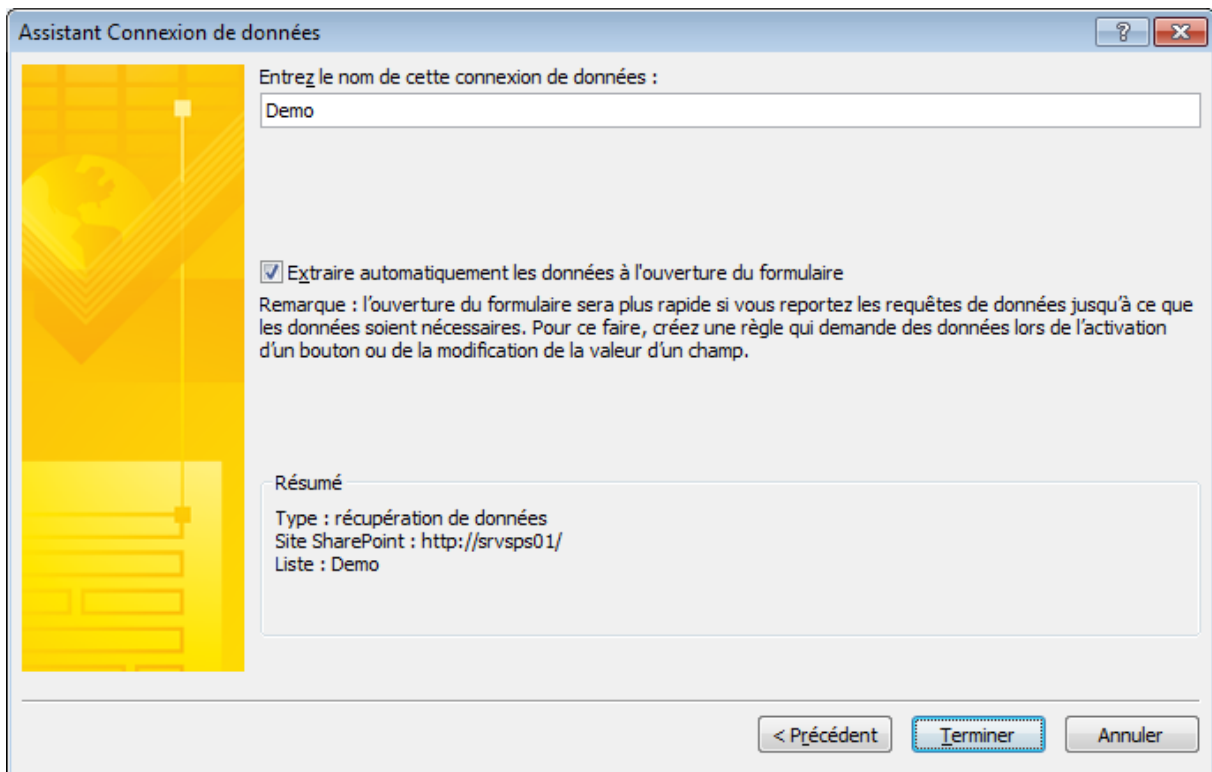 Assistant Connexion de données
Entrez le nom de cette connexion de données :
Demo
Extraire automatiquement les données à l'ouverture du formulaire
Remarque : l’ouverture du formulaire sera plus rapide si vous reportez les requêtes de données jusqu’à ce que
les données soient nécessaires. Pour ce faire, créez une règle qui demande des données lors de l’activation
d’un bouton ou de la modification de la valeur d’un champ.
Résumé
Type : récupération de données
Site SharePoint : http://srvsps01/
Liste : Demo
< Précédent
Terminer
Annuler